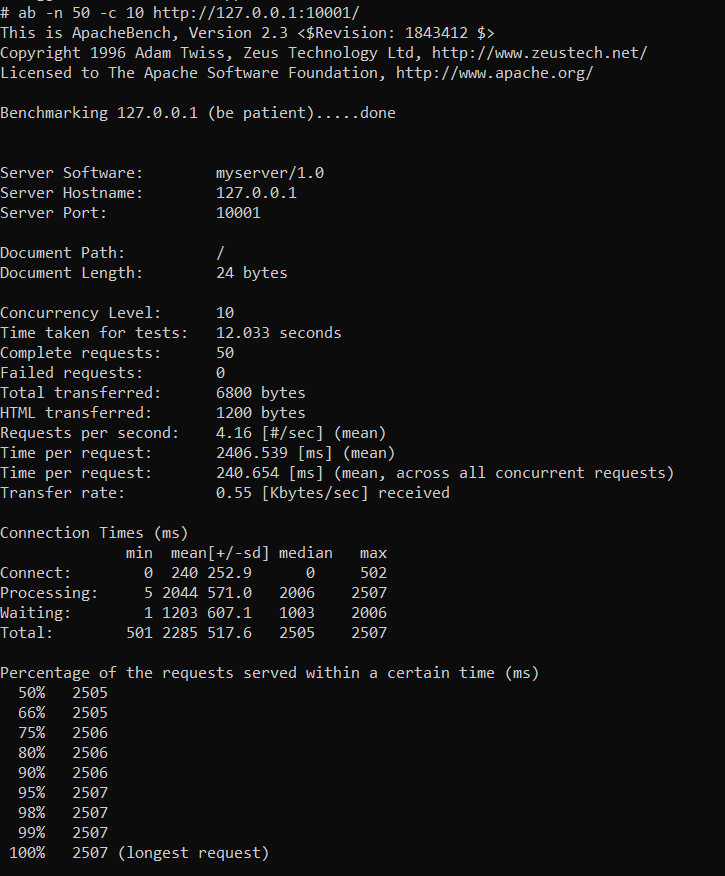 # ab -n 50 -c 10 http://127.0.0.1:10001/
This is ApacheBench, Version 2.3 <$Revision: 1843412 $>
Copyright 1996 Adam Twiss, Zeus Technology Ltd, http://www.zeustech.net/
Licensed to The Apache Software Foundation, http://www.apache.org/

Benchmarking 127.0.0.1 (be patient).....done


Server Software:        myserver/1.0
Server Hostname:        127.0.0.1
Server Port:            10001

Document Path:          /
Document Length:        24 bytes

Concurrency Level:      10
Time taken for tests:   12.033 seconds
Complete requests:      50
Failed requests:        0
Total transferred:      6800 bytes
HTML transferred:       1200 bytes
Requests per second:    4.16 [#/sec] (mean)
Time per request:       2406.539 [ms] (mean)
Time per request:       240.654 [ms] (mean, across all concurrent requests)
Transfer rate:          0.55 [Kbytes/sec] received

Connection Times (ms)
              min  mean[+/-sd] median   max
Connect:        0  240 252.9      0     502
Processing:     5 2044 571.0   2006    2507
Waiting:        1 1203 607.1   1003    2006
Total:        501 2285 517.6   2505    2507

Percentage of the requests served within a certain time (ms)
  50%   2505
  66%   2505
  75%   2506
  80%   2506
  90%   2506
  95%   2507
  98%   2507
  99%   2507
 100%   2507 (longest request)